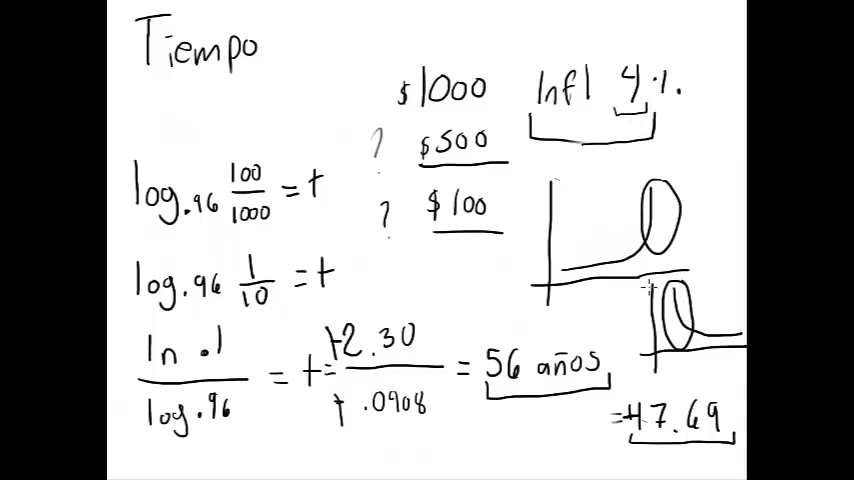 Tiempo
$1000 Infl 4%.
? $500
? $100
log.96 100/1000 = t
log.96 1/10 = t
ln .1 / log .96 = t = +2.30 / + .0408 = 56 años
= +47.69